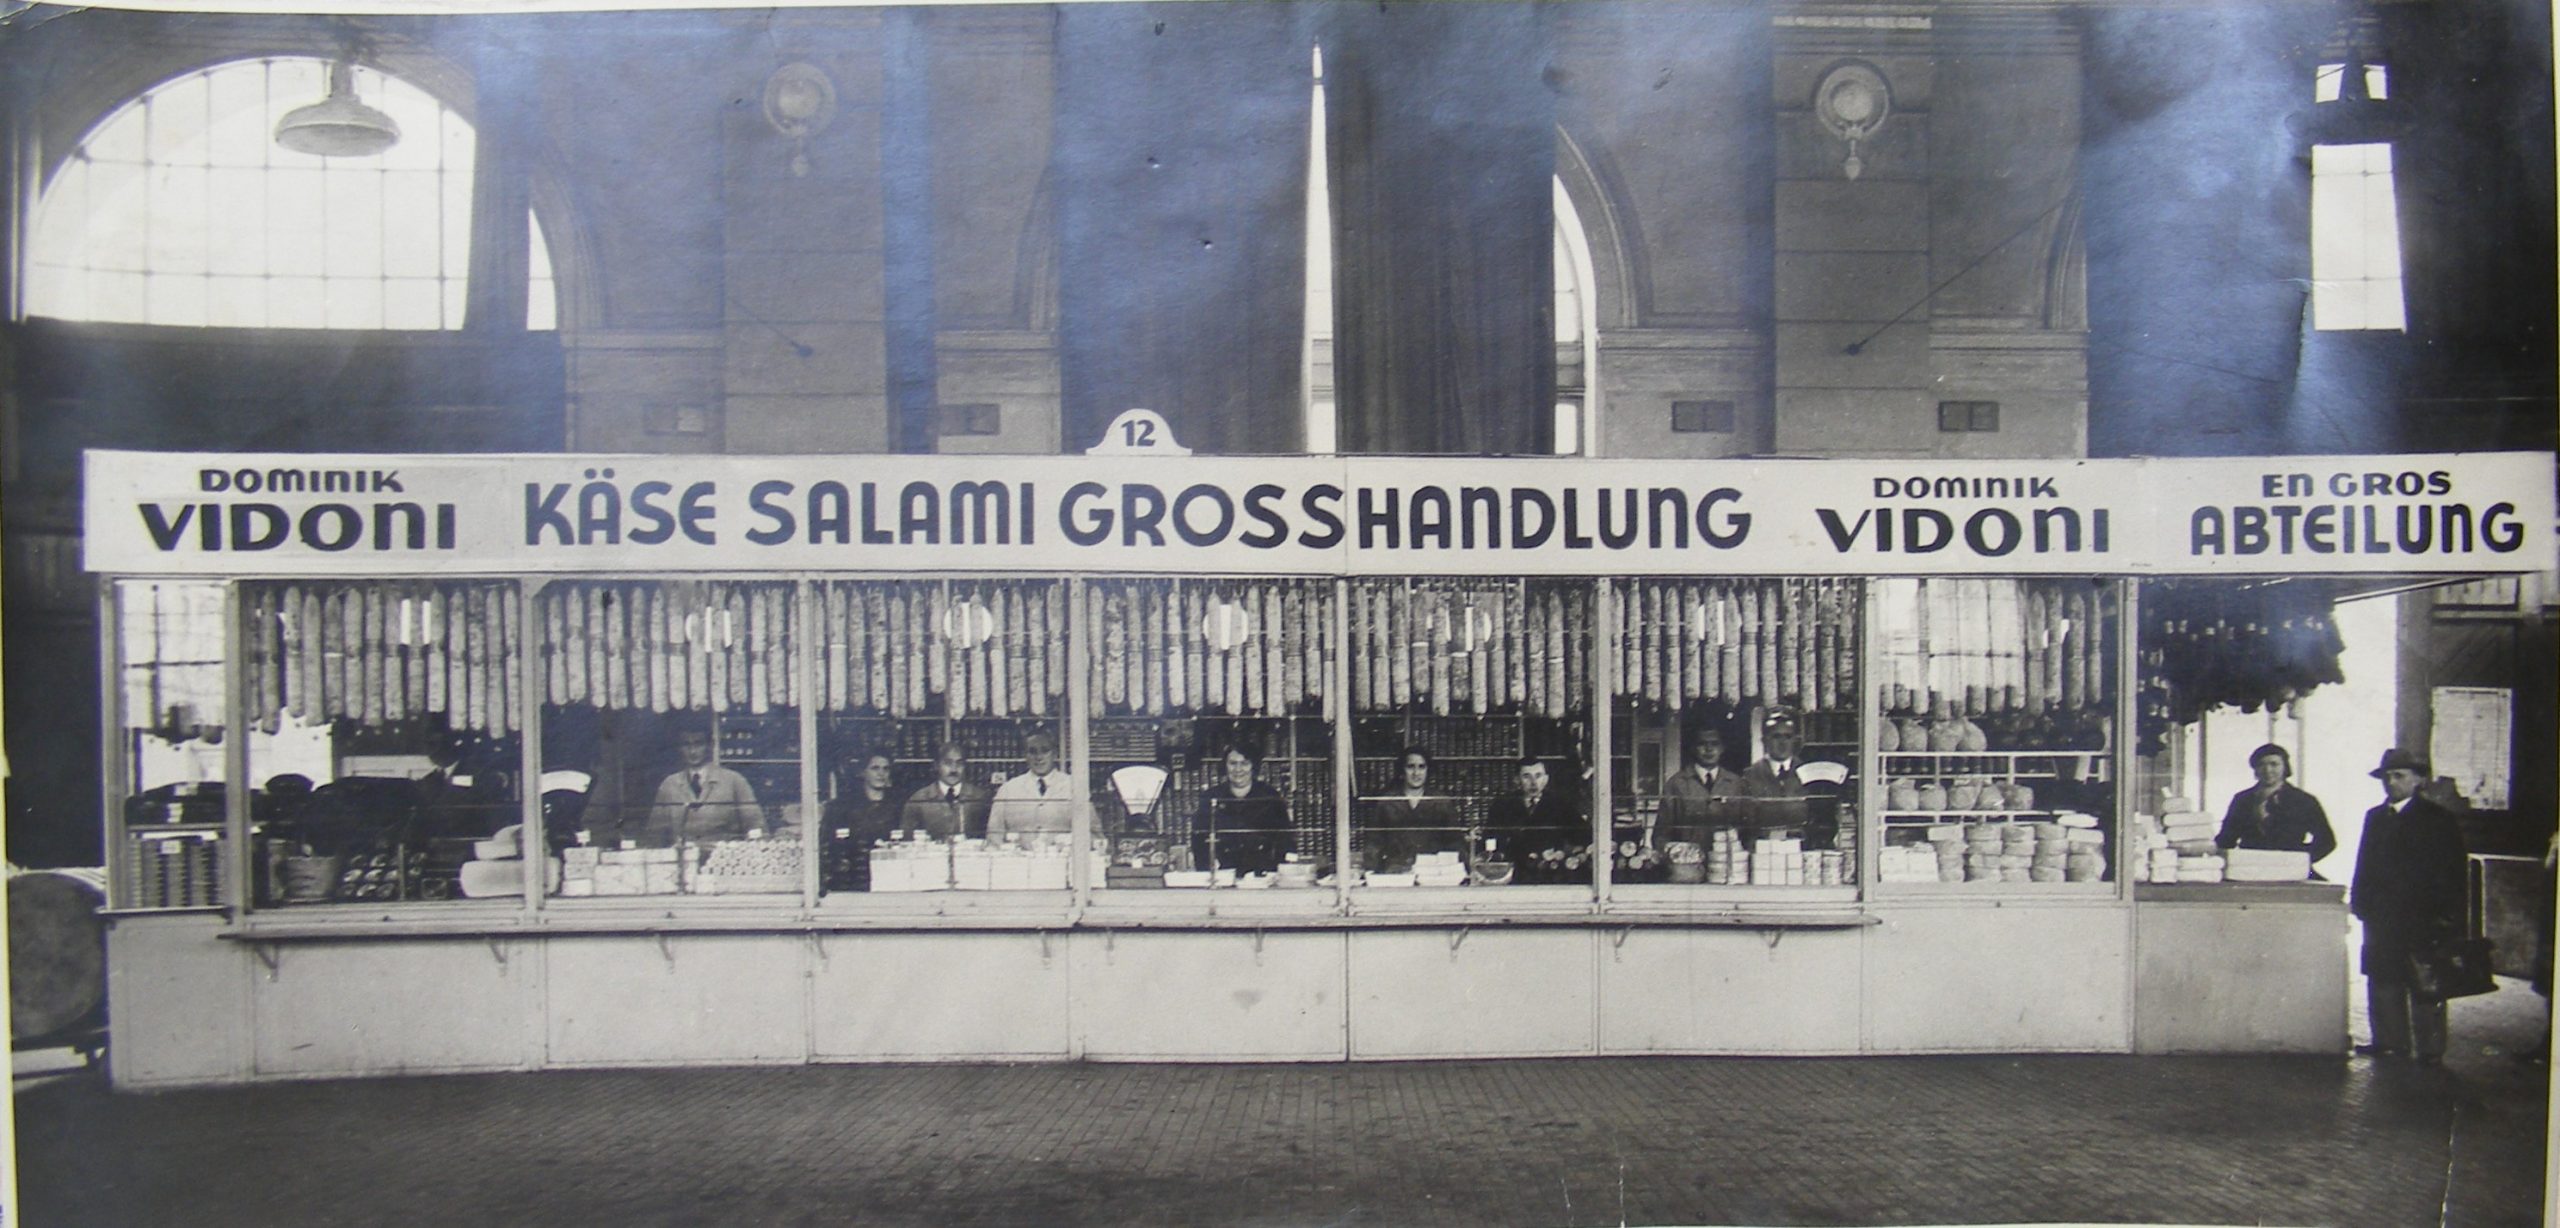 12
DOMINIK
VIDONI
KÄSE SALAMI GROSSHANDLUNG
DOMINIK
VIDONI
EN GROS
ABTEILUNG